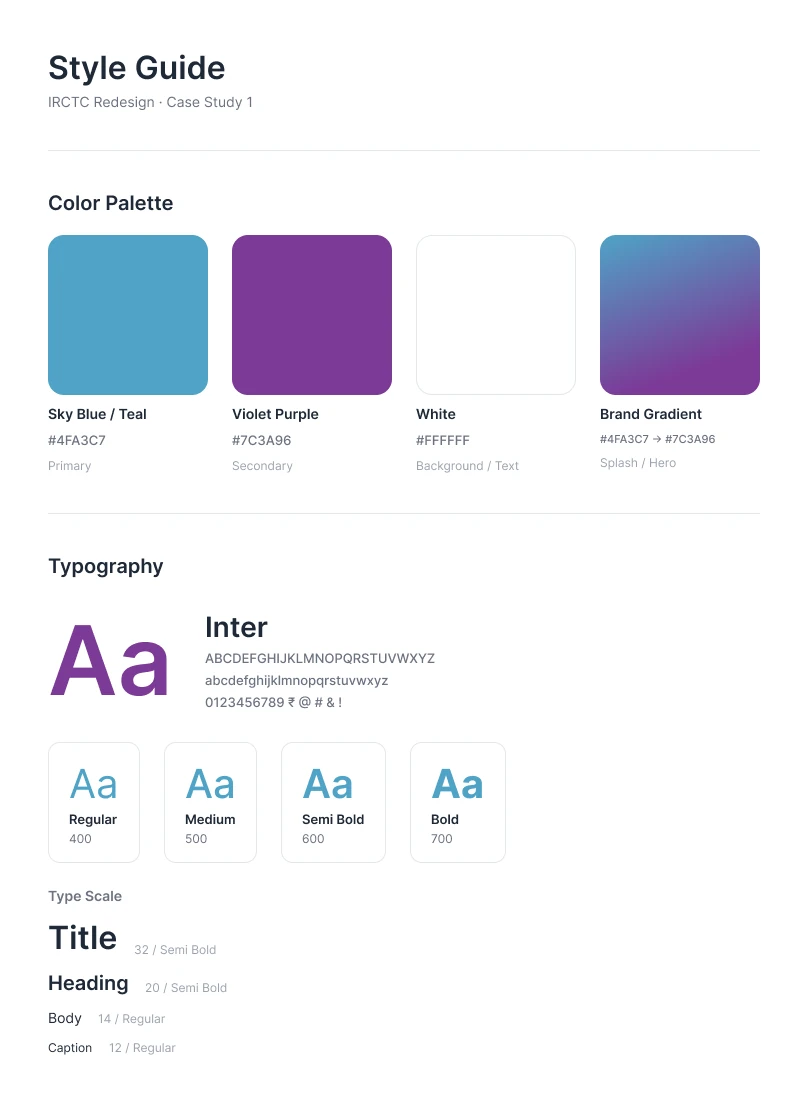 Style Guide
IRCTC Redesign · Case Study 1
Color Palette
Sky Blue / Teal
#4FA3C7
Primary
Violet Purple
#7C3A96
Secondary
White
#FFFFFF
Background / Text
Brand Gradient
#4FA3C7 → #7C3A96
Splash / Hero
Typography
Aa
Inter
ABCDEFGHIJKLMNOPQRSTUVWXYZ
abcdefghijklmnopqrstuvwxyz
0123456789 ₹ @ # & !
Aa
Regular
400
Aa
Medium
500
Aa
Semi Bold
600
Aa
Bold
700
Type Scale
Title 32 / Semi Bold
Heading 20 / Semi Bold
Body 14 / Regular
Caption 12 / Regular